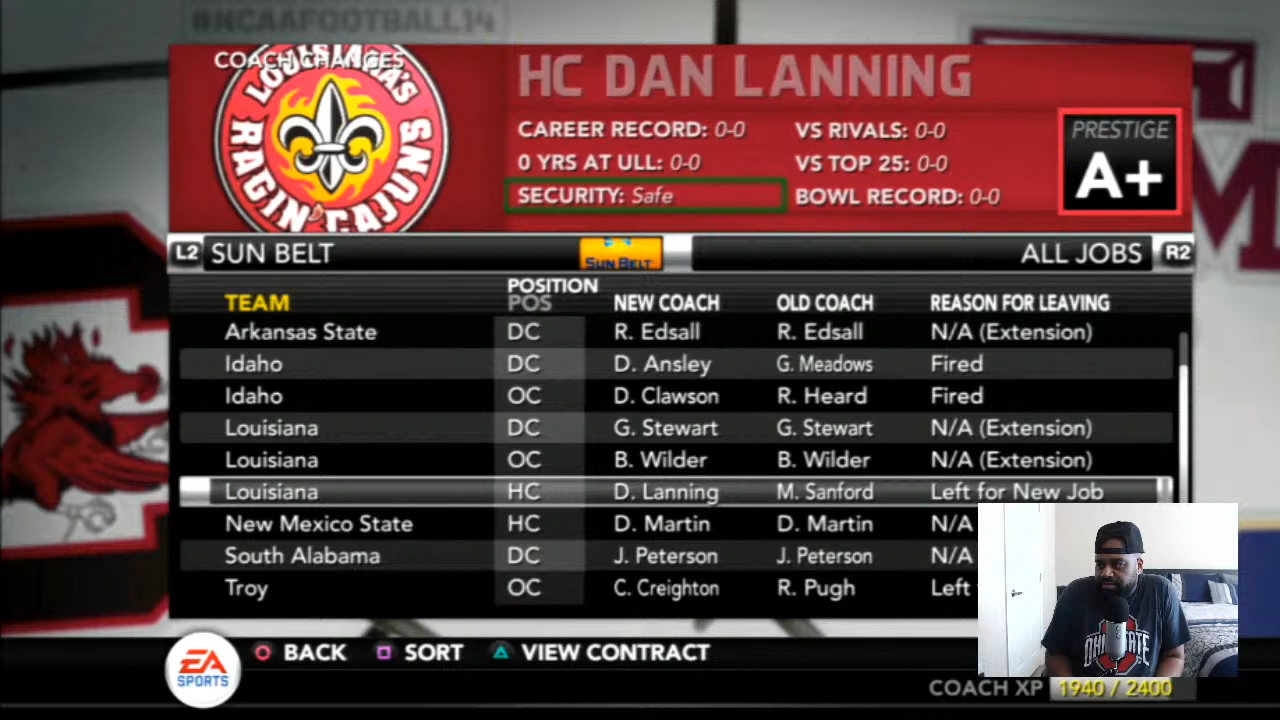 #NCAAFOOTBALL14
COACH CHANGES
LOUISIANA'S
RAGIN' CAJUNS
HC DAN LANNING
CAREER RECORD: 0-0
VS RIVALS: 0-0
0 YRS AT ULL: 0-0
VS TOP 25: 0-0
SECURITY: Safe
BOWL RECORD: 0-0
PRESTIGE
A+
L2 SUN BELT
SUN BELT
ALL JOBS R2
POSITION
TEAM POS NEW COACH OLD COACH REASON FOR LEAVING
Arkansas State DC R. Edsall R. Edsall N/A (Extension)
Idaho DC D. Ansley G. Meadows Fired
Idaho OC D. Clawson R. Heard Fired
Louisiana DC G. Stewart G. Stewart N/A (Extension)
Louisiana OC B. Wilder B. Wilder N/A (Extension)
Louisiana HC D. Lanning M. Sanford Left for New Job
New Mexico State HC D. Martin D. Martin N/A
South Alabama DC J. Peterson J. Peterson N/A
Troy OC C. Creighton R. Pugh Left
EA
SPORTS
BACK SORT VIEW CONTRACT
COACH XP 1940 / 2400